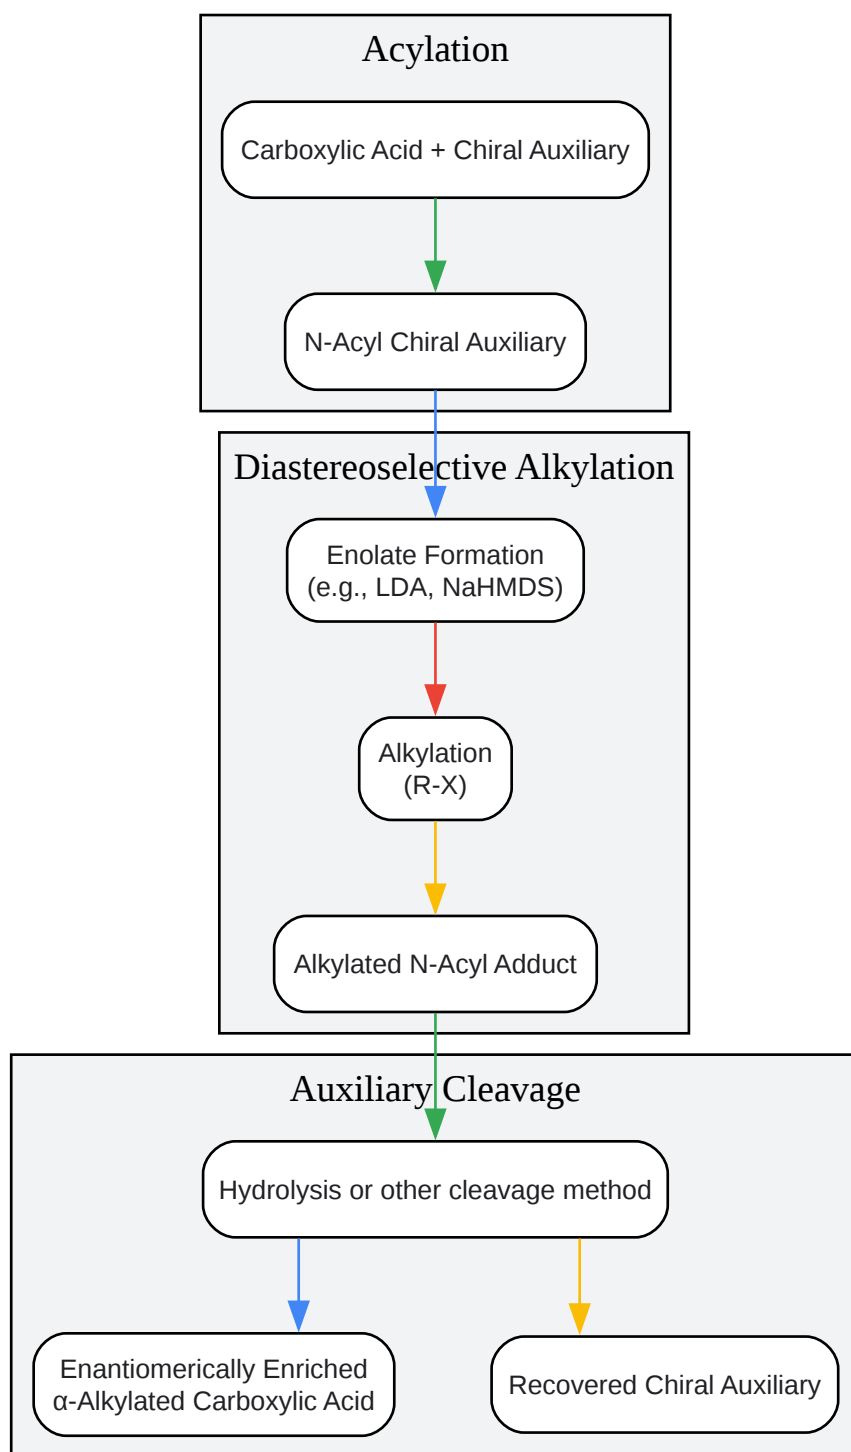 Acylation
Carboxylic Acid + Chiral Auxiliary
N-Acyl Chiral Auxiliary
Diastereoselective Alkylation
Enolate Formation
(e.g., LDA, NaHMDS)
Alkylation
(R-X)
Alkylated N-Acyl Adduct
Auxiliary Cleavage
Hydrolysis or other cleavage method
Enantiomerically Enriched
α-Alkylated Carboxylic Acid
Recovered Chiral Auxiliary